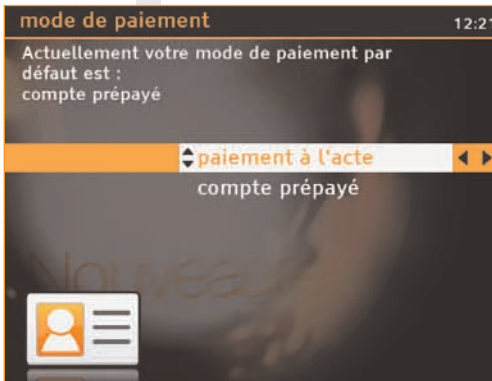 mode de paiement 12:21
Actuellement votre mode de paiement par
défaut est :
compte prépayé
paiement à l'acte
compte prépayé
Nouveau